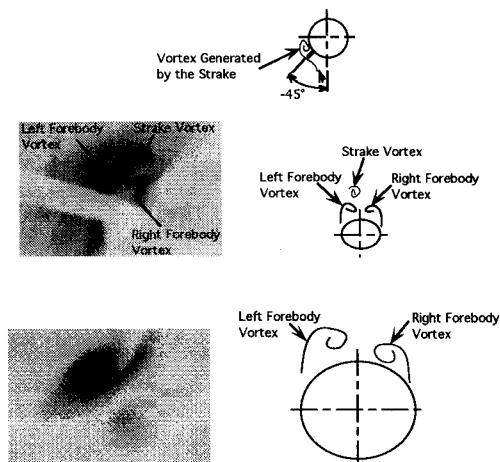 Vortex Generated
by the Strake
-45°
Left Forebody
Vortex
Strake Vortex
Right Forebody
Vortex
Strake Vortex
Left Forebody
Vortex
Right Forebody
Vortex
Left Forebody
Vortex
Right Forebody
Vortex